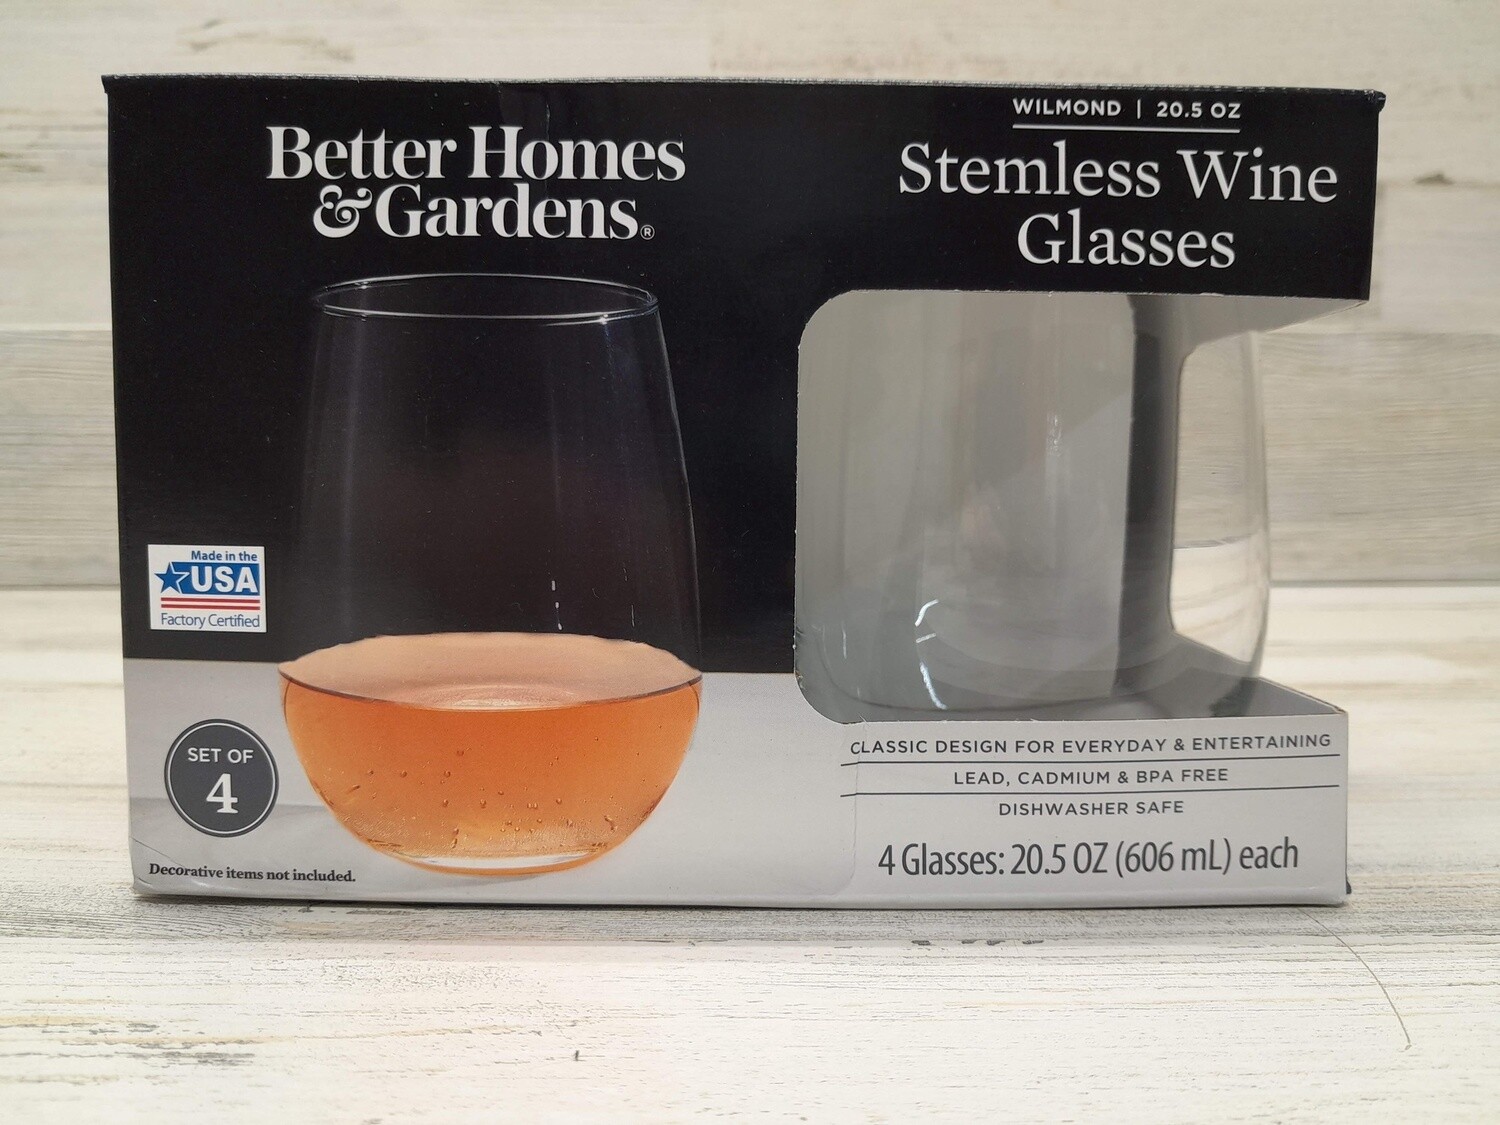 Better Homes
& Gardens®
WILMOND | 20.5 OZ
Stemless Wine
Glasses
Made in the
USA
Factory Certified
SET OF
4
Decorative items not included.
CLASSIC DESIGN FOR EVERYDAY & ENTERTAINING
LEAD, CADMIUM & BPA FREE
DISHWASHER SAFE
4 Glasses: 20.5 OZ (606 mL) each